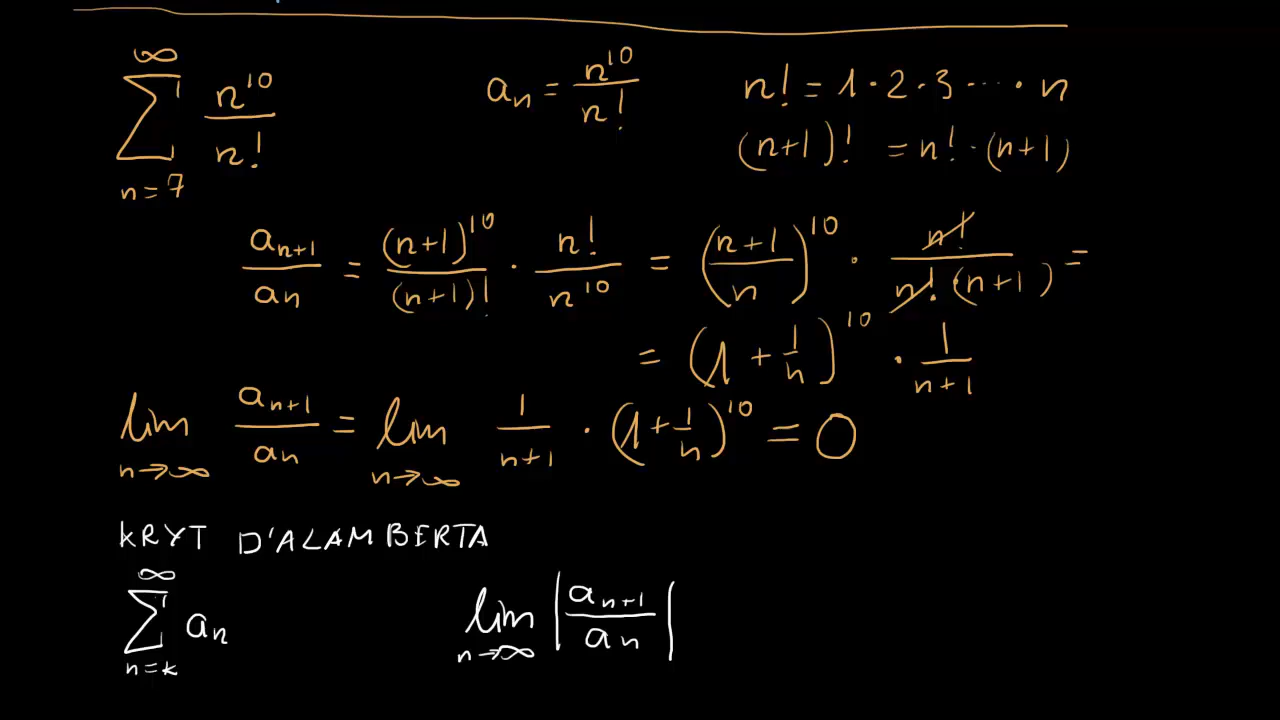 ∑_{n=7}^{∞} n^{10}/n!   a_n = n^{10}/n!   n! = 1 · 2 · 3 ··· · n
(n+1)! = n! · (n+1)
a_{n+1}/a_n = (n+1)^{10}/(n+1)! · n!/n^{10} = ((n+1)/n)^{10} · n!/(n! · (n+1)) =
= (1 + 1/n)^{10} · 1/(n+1)
lim_{n→∞} a_{n+1}/a_n = lim_{n→∞} 1/(n+1) · (1 + 1/n)^{10} = 0
KRYT D'ALAMBERTA
∑_{n=k}^{∞} a_n   lim_{n→∞} |a_{n+1}/a_n|